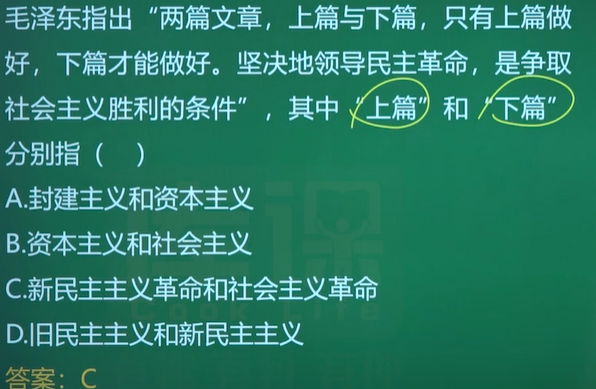 毛泽东指出“两篇文章，上篇与下篇，只有上篇做
好，下篇才能做好。坚决地领导民主革命，是争取
社会主义胜利的条件”，其中“上篇”和“下篇”
分别指（　）
A.封建主义和资本主义
B.资本主义和社会主义
C.新民主主义革命和社会主义革命
D.旧民主主义和新民主主义
答案：C